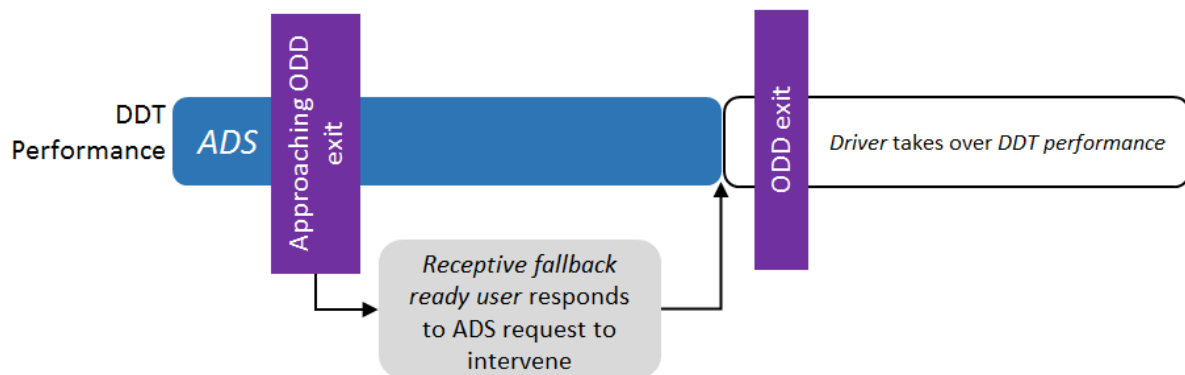 DDT
Performance
ADS
Approaching ODD
exit
ODD exit
Driver takes over DDT performance
Receptive fallback
ready user responds
to ADS request to
intervene